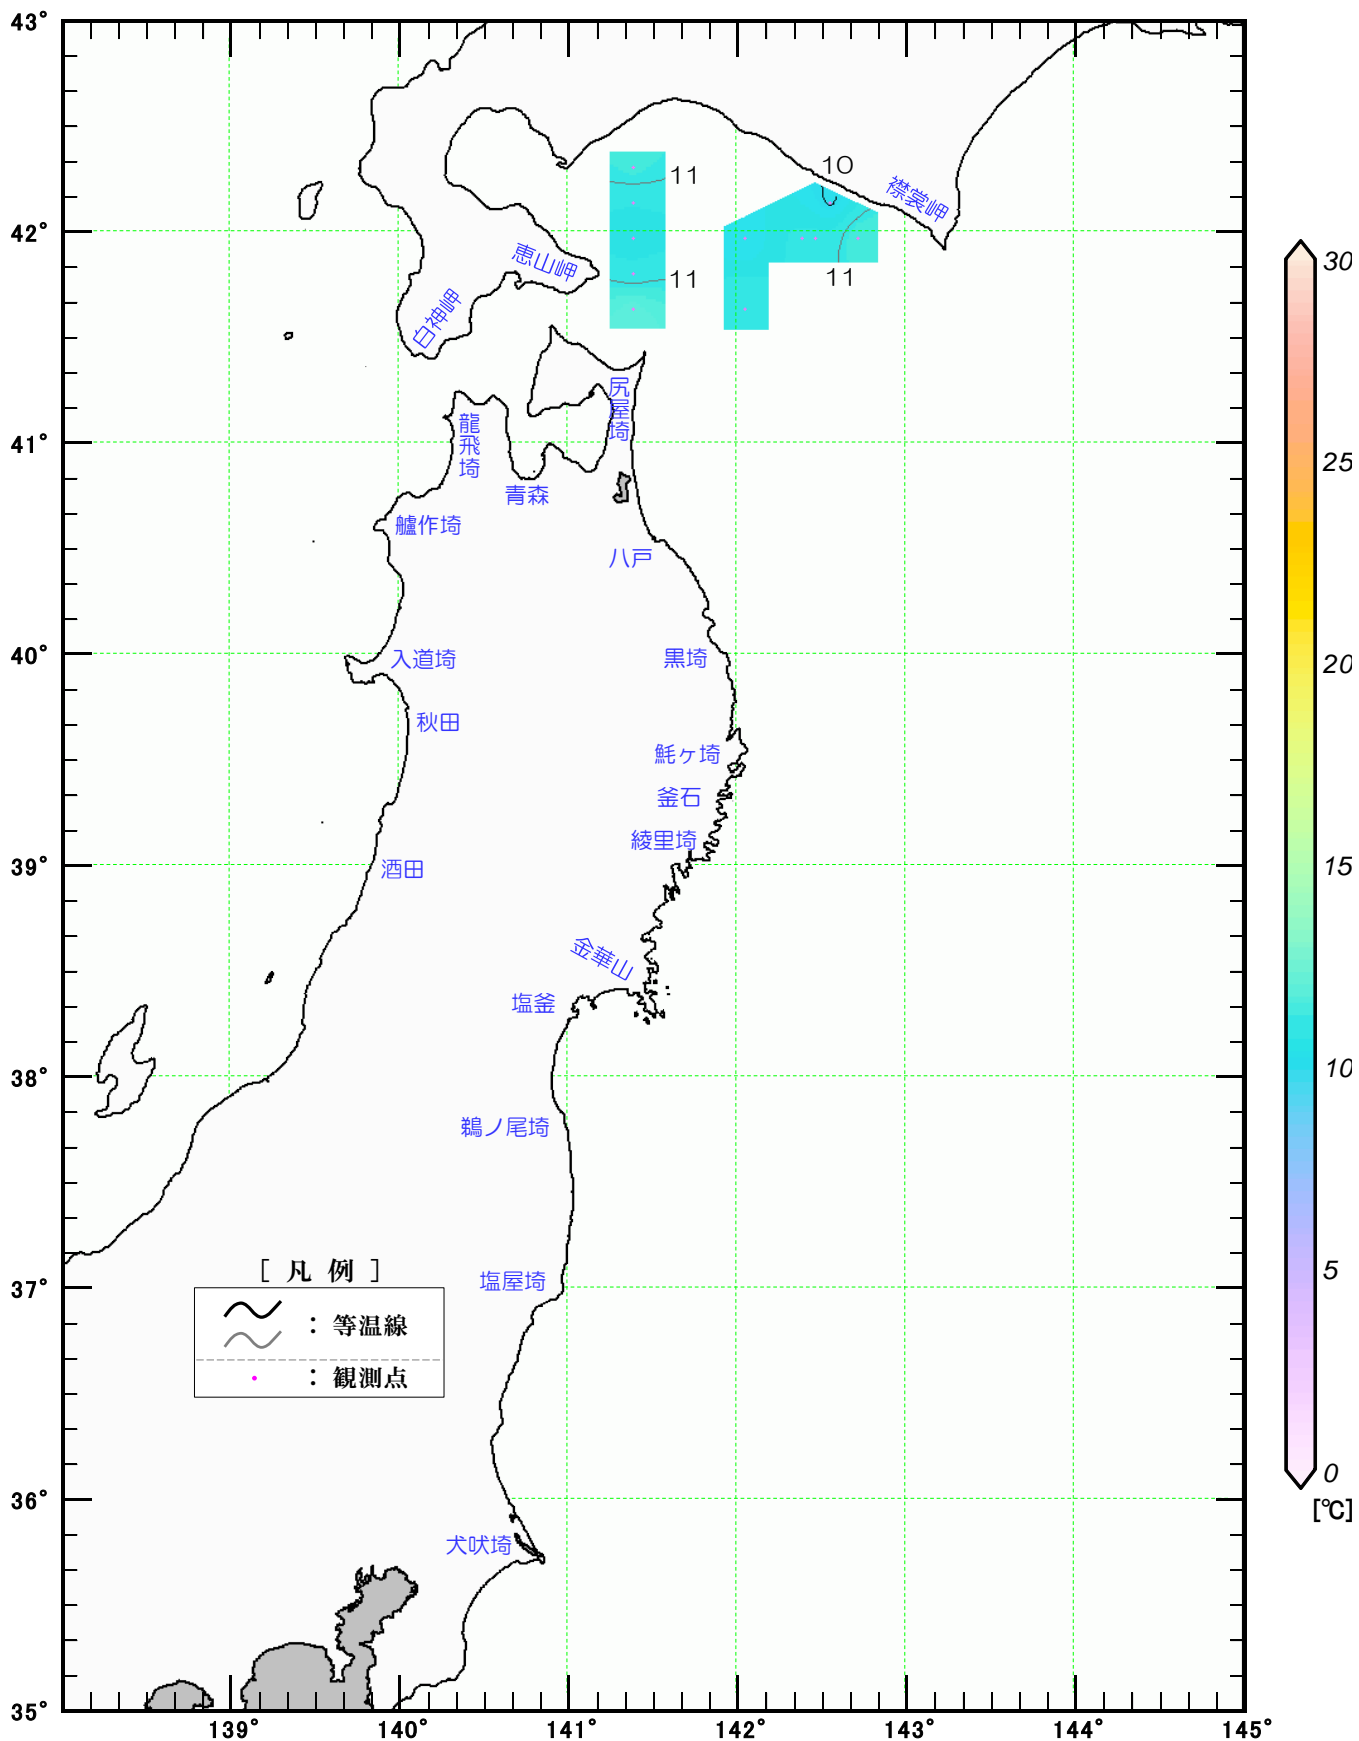 43°
42°
41°
40°
39°
38°
37°
36°
35°
139°
140°
141°
142°
143°
144°
145°
11
11
10
11
襟裳岬
恵山岬
白神岬
尻屋埼
龍飛埼
青森
艫作埼
八戸
入道埼
黒埼
秋田
魹ヶ埼
釜石
綾里埼
酒田
金華山
塩釜
鵜ノ尾埼
塩屋埼
犬吠埼
[ 凡 例 ]
: 等温線
: 観測点
30
25
20
15
10
5
0
[℃]